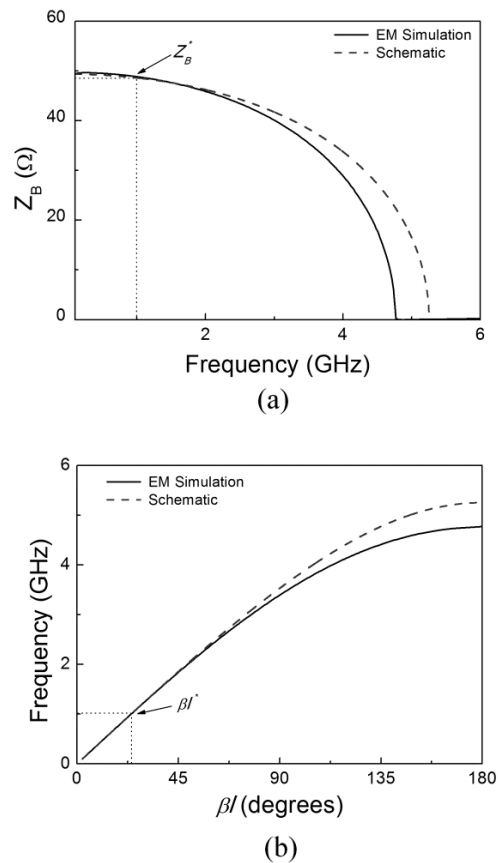 60
EM Simulation
Schematic
Z_B^*
40
Z_B (Ω)
20
0
2 4 6
Frequency (GHz)
(a)
6
EM Simulation
Schematic
4
Frequency (GHz)
2
βl^*
0
0 45 90 135 180
βl (degrees)
(b)